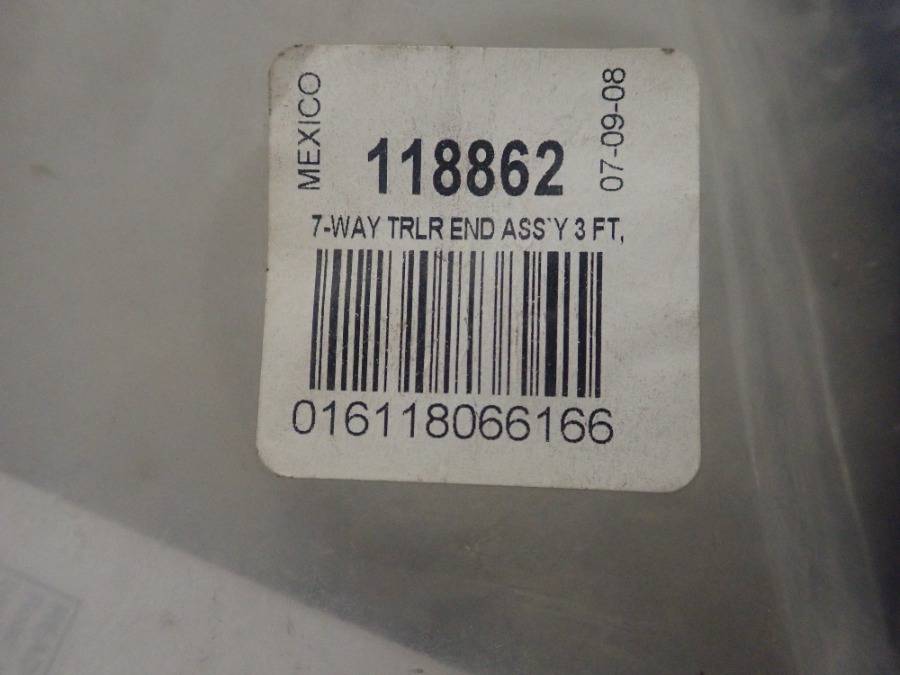 MEXICO
118862
07-09-08
7-WAY TRLR END ASS`Y 3 FT,
016118066166